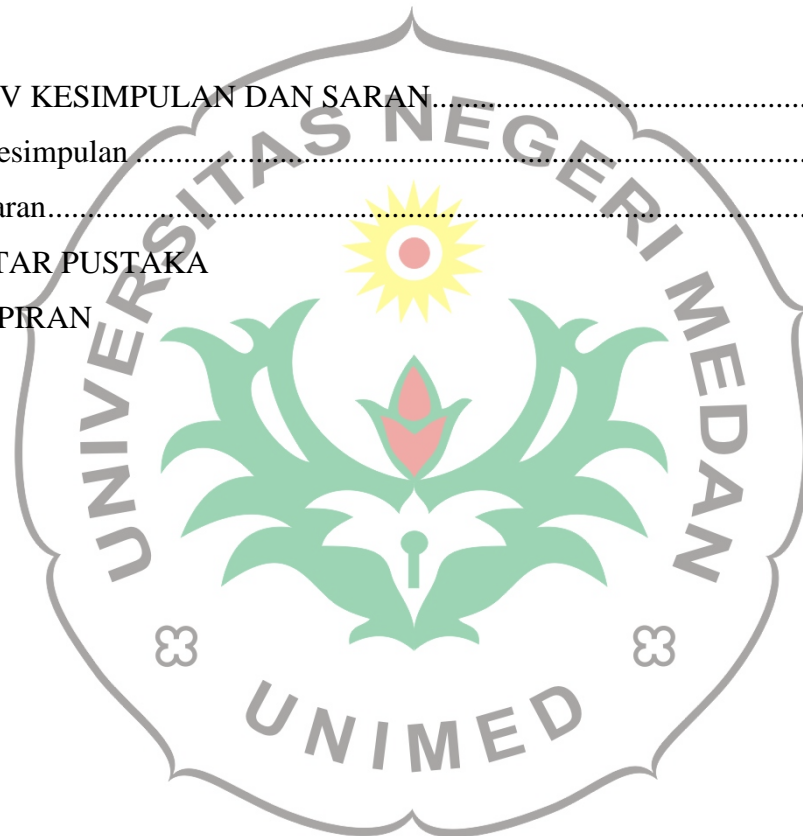 V KESIMPULAN DAN SARAN................................................
esimpulan ....................................................................................
aran...............................................................................................
TAR PUSTAKA
PIRAN
UNIVERSITAS NEGERI MEDAN
UNIMED